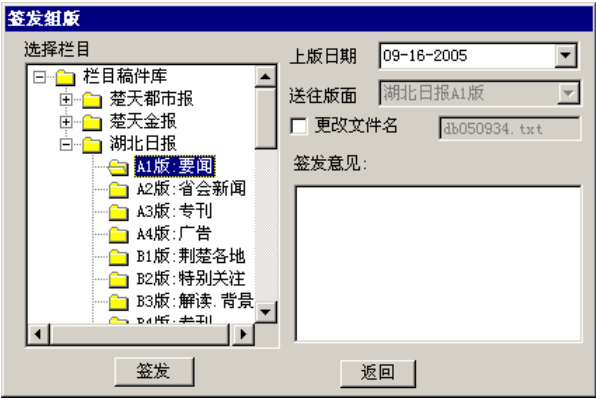 签发组版
选择栏目
栏目稿件库
楚天都市报
楚天金报
湖北日报
A1版:要闻
A2版:省会新闻
A3版:专刊
A4版:广告
B1版:荆楚各地
B2版:特别关注
B3版:解读.背景
B4版:专刊
上版日期 09-16-2005
送往版面 湖北日报A1版
更改文件名 db050934.txt
签发意见:
签发
返回